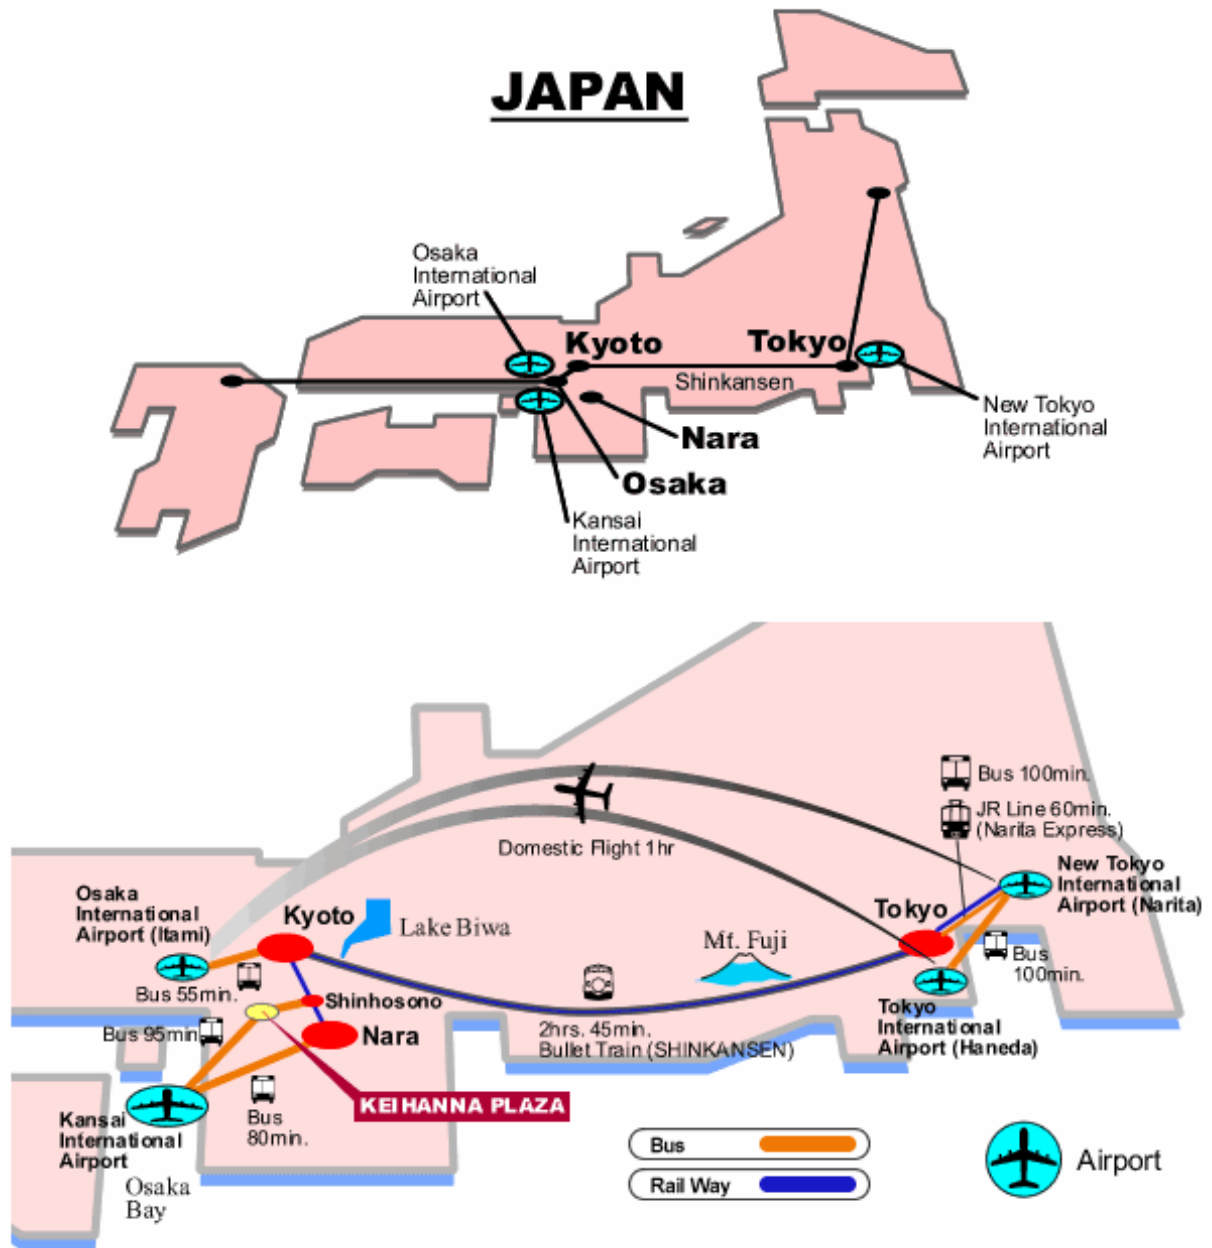 JAPAN
Osaka
International
Airport
Kyoto
Tokyo
Shinkansen
Nara
Osaka
New Tokyo
International
Airport
Kansai
International
Airport
Bus 100min.
JR Line 60min.
(Narita Express)
Domestic Flight 1hr
New Tokyo
International
Airport (Narita)
Osaka
International
Airport (Itami)
Kyoto
Lake Biwa
Tokyo
Mt. Fuji
Bus
100min.
Bus 55min.
Shinhosono
Bus 95min.
Nara
2hrs. 45min.
Bullet Train (SHINKANSEN)
Tokyo
International
Airport (Haneda)
KEIHANNA PLAZA
Bus
80min.
Kansai
International
Airport
Osaka
Bay
Bus
Rail Way
Airport